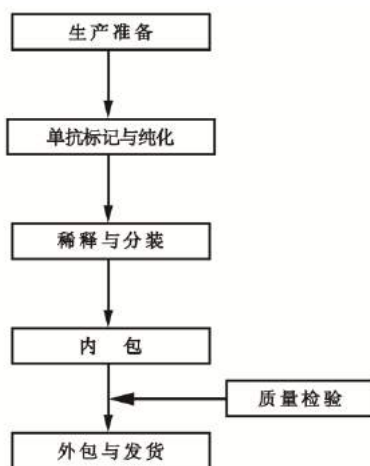 生产准备
单抗标记与纯化
稀释与分装
内 包
质量检验
外包与发货